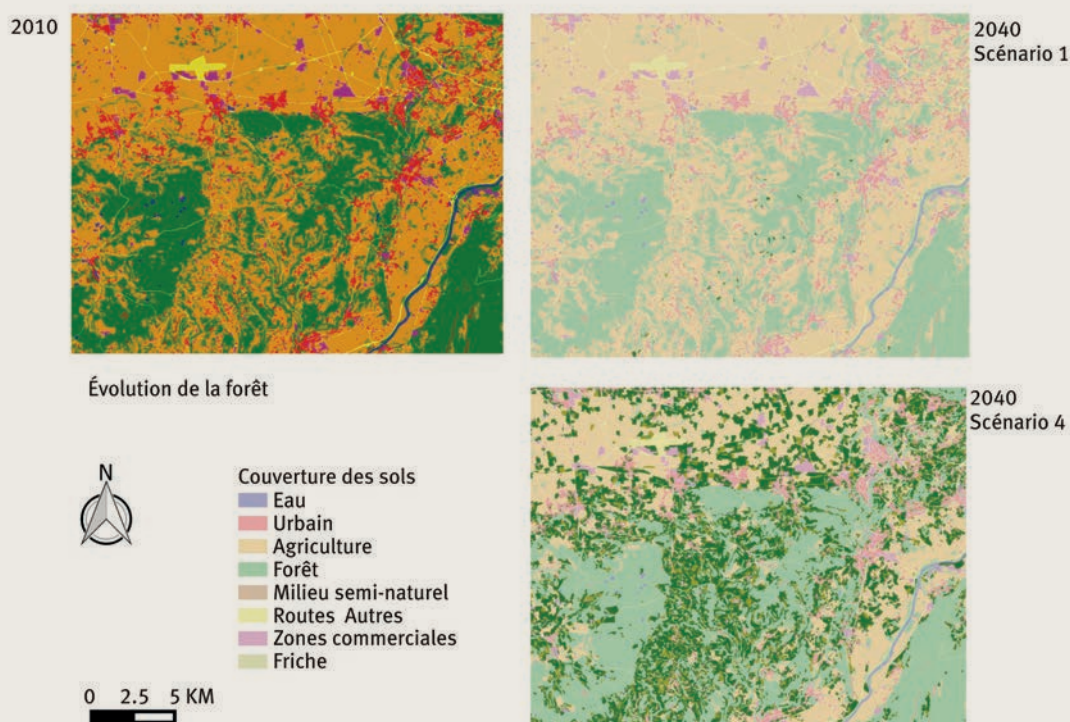 2010
2040
Scénario 1
Évolution de la forêt
2040
Scénario 4
N
Couverture des sols
Eau
Urbain
Agriculture
Forêt
Milieu semi-naturel
Routes Autres
Zones commerciales
Friche
0 2.5 5 KM